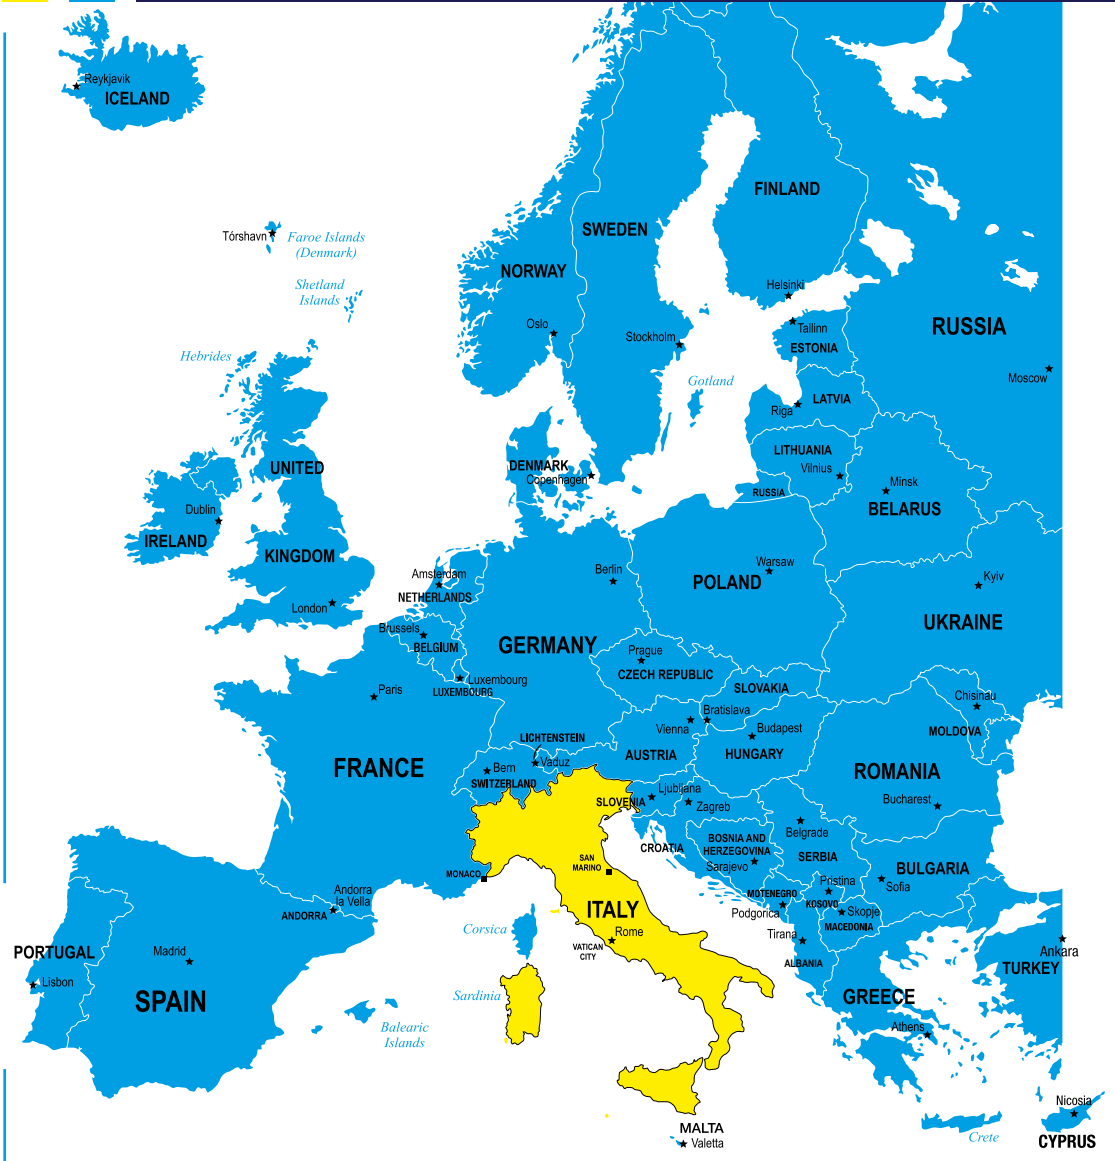 Reykjavik
ICELAND
FINLAND
SWEDEN
Tórshavn
Faroe Islands
(Denmark)
NORWAY
Shetland
Islands
Helsinki
Oslo
Stockholm
Tallinn
ESTONIA
RUSSIA
Hebrides
Moscow
Gotland
Riga
LATVIA
LITHUANIA
Vilnius
UNITED
DENMARK
Copenhagen
RUSSIA
Minsk
BELARUS
Dublin
IRELAND
KINGDOM
London
Amsterdam
NETHERLANDS
Berlin
Warsaw
POLAND
Kyiv
UKRAINE
Brussels
BELGIUM
GERMANY
Prague
CZECH REPUBLIC
Luxembourg
LUXEMBOURG
Paris
SLOVAKIA
Chisinau
MOLDOVA
Bratislava
Vienna
Budapest
LICHTENSTEIN
AUSTRIA
HUNGARY
FRANCE
Bern
Vaduz
SWITZERLAND
ROMANIA
Bucharest
Ljubljana
SLOVENIA
Zagreb
Belgrade
BOSNIA AND
HERZEGOVINA
CROATIA
Sarajevo
SERBIA
BULGARIA
SAN
MARINO
MONACO
Pristina
Sofia
Andorra
la Vella
ANDORRA
MOTENEGRO
KOSOVO
Podgorica
Skopje
MACEDONIA
ITALY
Rome
Corsica
VATICAN
CITY
Tirana
ALBANIA
PORTUGAL
Madrid
Lisbon
SPAIN
Sardinia
Ankara
TURKEY
GREECE
Athens
Balearic
Islands
Nicosia
CYPRUS
MALTA
Valetta
Crete